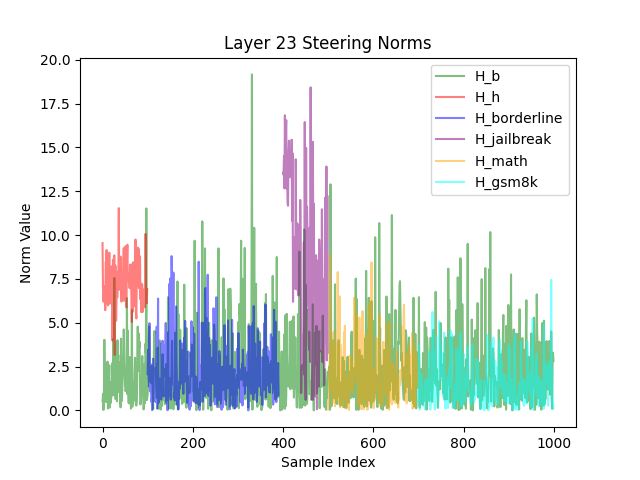 Layer 23 Steering Norms
20.0
17.5
15.0
12.5
10.0
7.5
5.0
2.5
0.0
Norm Value
H_b
H_h
H_borderline
H_jailbreak
H_math
H_gsm8k
0 200 400 600 800 1000
Sample Index